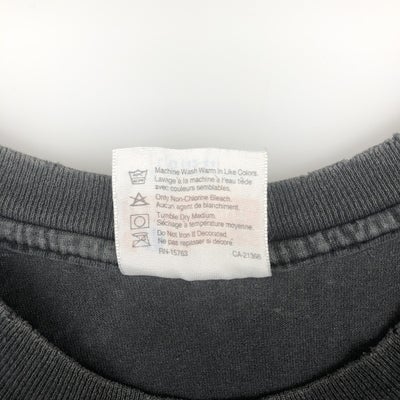 Machine Wash Warm In Like Colors.
Lavage à la machine à l'eau tiède
avec couleurs semblables.
Only Non-Chlorine Bleach.
Aucun agent de blanchiment.
Tumble Dry Medium.
Séchage à température moyenne.
Do Not Iron If Decorated.
Ne pas repasser si décoré.
RN-15763 CA-21398